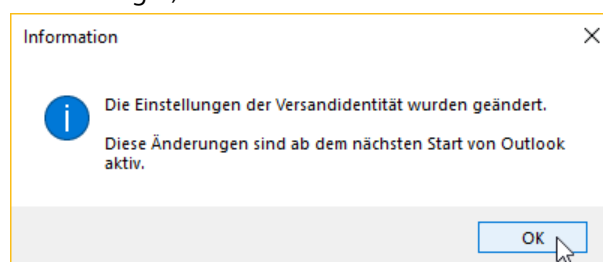 Information
Die Einstellungen der Versandidentität wurden geändert.
Diese Änderungen sind ab dem nächsten Start von Outlook
aktiv.
OK